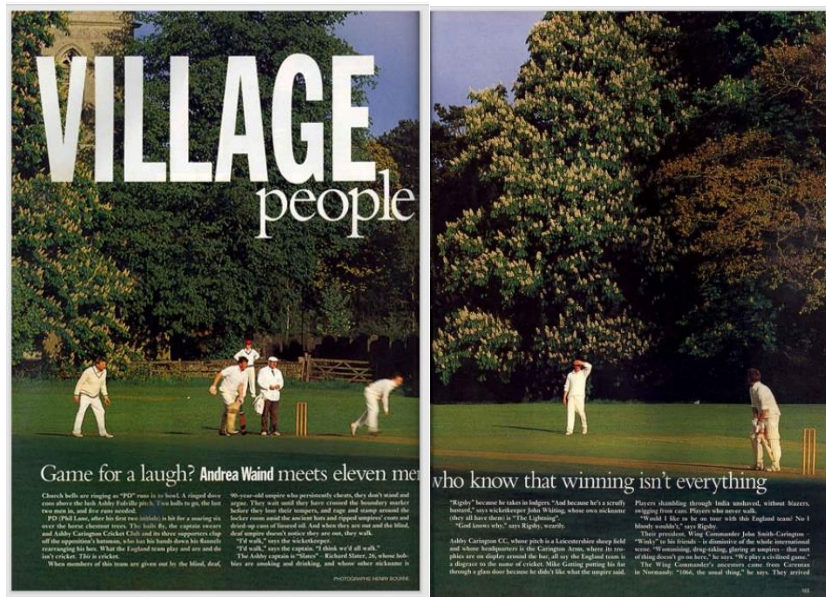 VILLAGE
people
Game for a laugh? Andrea Waind meets eleven men
who know that winning isn't everything
Church bells are ringing as "PD" runs in to bowl. A ringed dove
coos above the lush Ashby Folville pitch. Two balls to go, the last
two men in, and five runs needed.
PD (Phil Lane, after his first two initials) is hit for a soaring six
over the horse chestnut trees. The balls fly, the captain swears
and Ashby Carington Cricket Club and its three supporters clap
off the opposition's batsman, who has his hands down his flannels
rearranging his box. What the England team play and are do
isn't cricket. This is cricket.
When members of this team are given out by the blind, deaf,
90-year-old umpire who persistently cheats, they don't stand and
argue. They wait until they have crossed the boundary marker
before they lose their tempers, and rage and stamp around the
locker room amid the ancient bats and ripped umpires' coats and
dried-up cans of linseed oil. And when they are not and the blind,
deaf umpire doesn't notice they are out, they walk.
"I'd walk," says the wicketkeeper.
"I'd walk," says the captain. "I think we'd all walk."
The Ashby captain is "Slates" – Richard Slater, 26, whose hob-
bies are smoking and drinking, and whose other nickname is
PHOTOGRAPHS HENRY BOURNE
"Rigsby" because he takes in lodgers. "And because he's a scruffy
bastard," says wicketkeeper John Whiting, whose own nickname
(they all have them) is "The Lightning".
"God knows why," says Rigsby, wearily.
Ashby Carington CC, whose pitch is a Leicestershire sheep field
and whose headquarters is the Carington Arms, where its tro-
phies are on display around the bar, all say the England team is
a disgrace to the name of cricket. Mike Gatting putting his fist
through a glass door because he didn't like what the umpire said.
Players shambling through India unshaved, without blazers,
swigging from cans. Players who never walk.
"Would I like to be on tour with this England team? No I
bloody wouldn't," says Rigsby.
Their president, Wing Commander John Smith-Carington –
"Winky" to his friends – is dismissive of the whole international
scene. "Womanising, drug-taking, glaring at umpires – that sort
of thing doesn't go on here," he says. "We play a civilised game."
The Wing Commander's ancestors came from Carentan
in Normandy: "1066, the usual thing," he says. They arrived